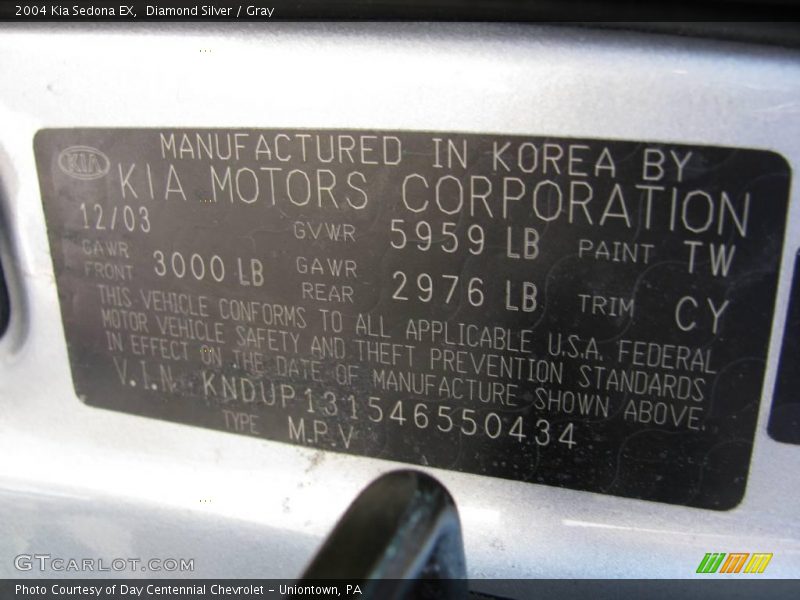 2004 Kia Sedona EX, Diamond Silver / Gray
MANUFACTURED IN KOREA BY
KIA KIA MOTORS CORPORATION
12/03 GVWR 5959 LB PAINT TW
GAWR FRONT 3000 LB GAWR REAR 2976 LB TRIM CY
THIS VEHICLE CONFORMS TO ALL APPLICABLE U.S.A. FEDERAL
MOTOR VEHICLE SAFETY AND THEFT PREVENTION STANDARDS
IN EFFECT ON THE DATE OF MANUFACTURE SHOWN ABOVE.
V.I.N KNDUP131546550434
TYPE M.P.V
GTCARLOT.COM
Photo Courtesy of Day Centennial Chevrolet - Uniontown, PA